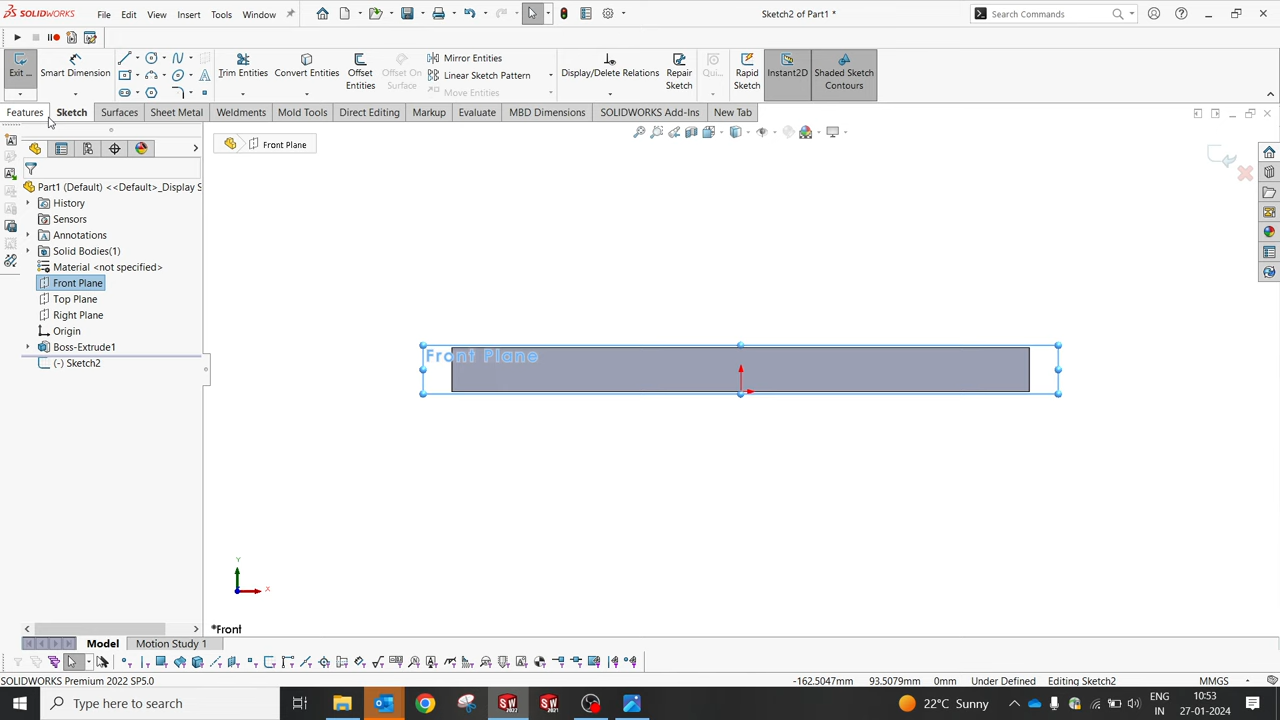 SOLIDWORKS File Edit View Insert Tools Window Sketch2 of Part1 * Search Commands
Exit ... Smart Dimension Trim Entities Convert Entities Offset Entities Offset On Surface Mirror Entities Linear Sketch Pattern Move Entities Display/Delete Relations Repair Sketch Qui... Rapid Sketch Instant2D Shaded Sketch Contours
Features Sketch Surfaces Sheet Metal Weldments Mold Tools Direct Editing Markup Evaluate MBD Dimensions SOLIDWORKS Add-Ins New Tab
Front Plane
Part1 (Default) <<Default>_Display S
History
Sensors
Annotations
Solid Bodies(1)
Material <not specified>
Front Plane
Top Plane
Right Plane
Origin
Boss-Extrude1
(-) Sketch2
Front Plane
Y
X
*Front
Model Motion Study 1
SOLIDWORKS Premium 2022 SP5.0 -162.5047mm 93.5079mm 0mm Under Defined Editing Sketch2 MMGS
Type here to search 22°C Sunny ENG IN 10:53 27-01-2024